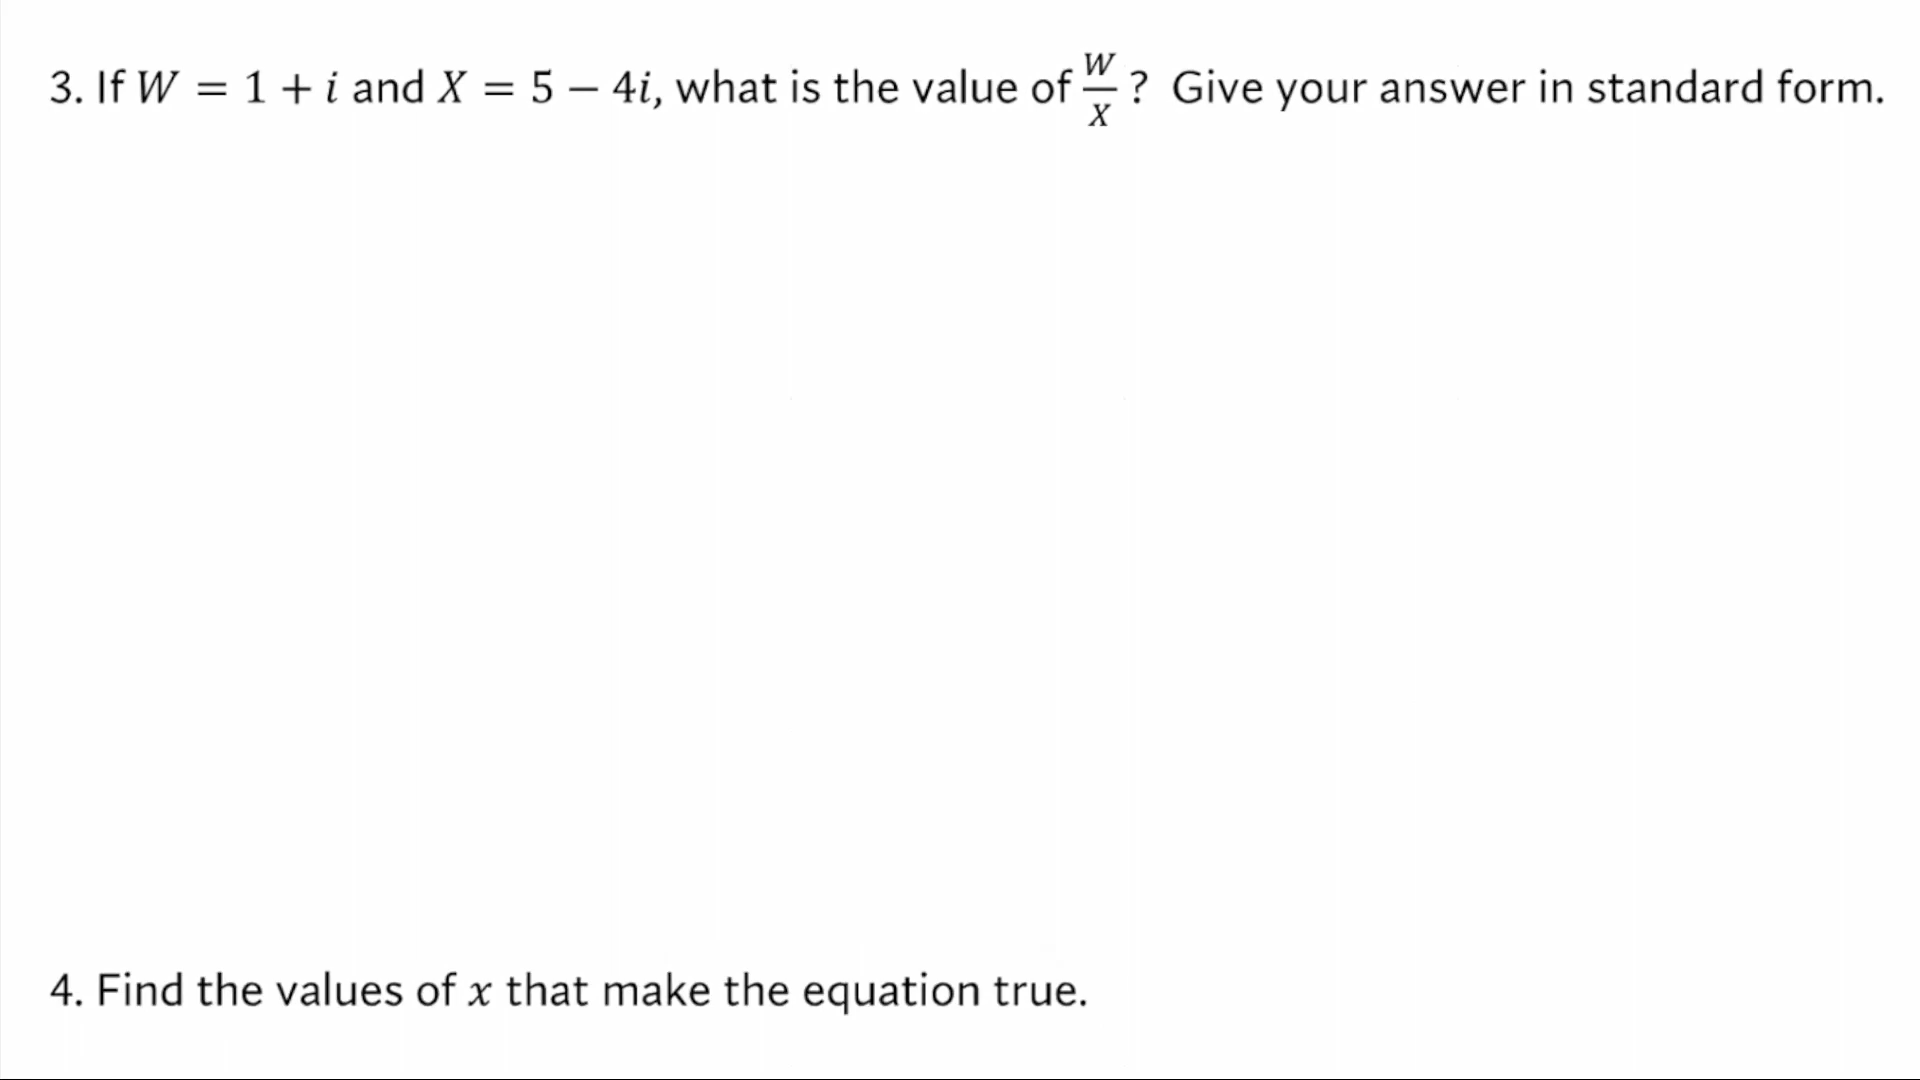 3. If W = 1 + i and X = 5 – 4i, what is the value of W/X ? Give your answer in standard form.
4. Find the values of x that make the equation true.